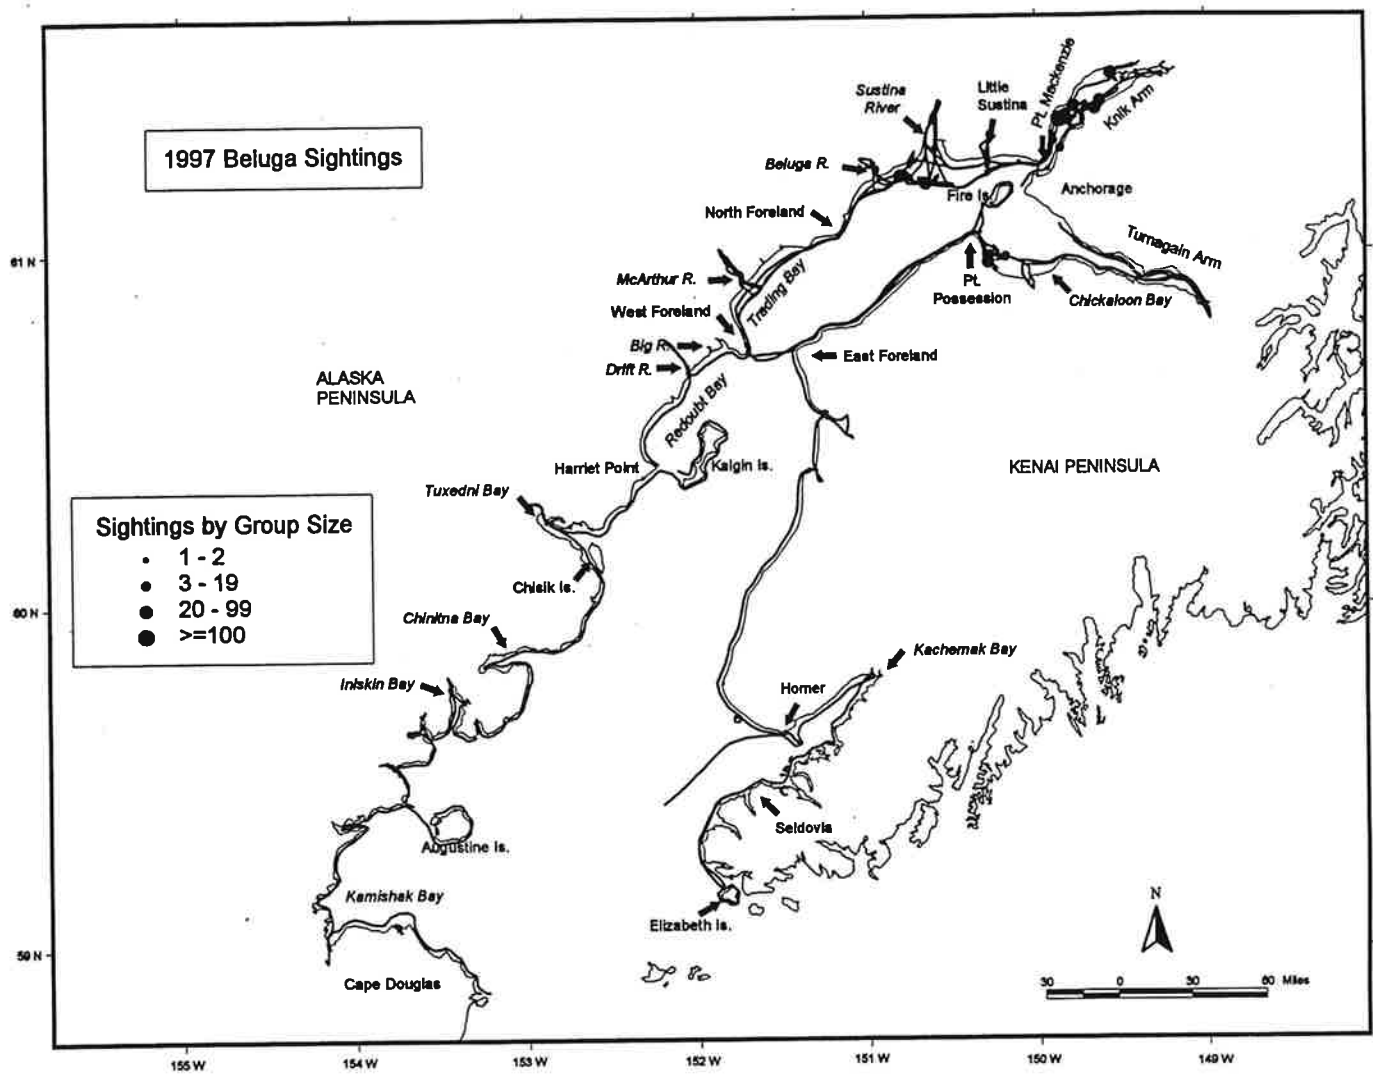 1997 Beluga Sightings
Sustina
River
Little
Sustina
Pt. Mackenzie
Knik Arm
Beluga R.
Fire Is.
Anchorage
North Foreland
Turnagain Arm
61 N
McArthur R.
Trading Bay
Pt.
Possession
Chickaloon Bay
West Foreland
Big R.
East Foreland
Drift R.
ALASKA
PENINSULA
Redoubt Bay
Harriet Point
Kalgin Is.
KENAI PENINSULA
Tuxedni Bay
Sightings by Group Size
1 - 2
3 - 19
20 - 99
>=100
Chisik Is.
60 N
Chinitna Bay
Kachemak Bay
Iniskin Bay
Homer
Seldovia
Augustine Is.
Kamishak Bay
Elizabeth Is.
N
59 N
Cape Douglas
30 0 30 60 Miles
155 W 154 W 153 W 152 W 151 W 150 W 149 W